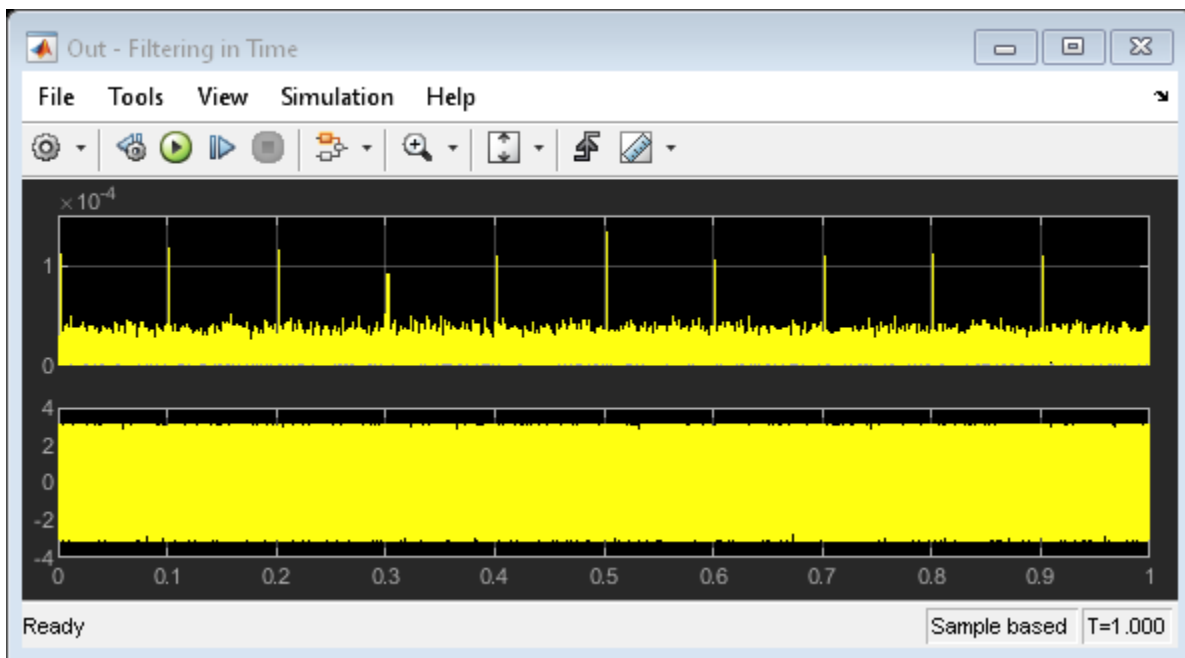 Out - Filtering in Time
File Tools View Simulation Help
×10⁻⁴
1
0
4
2
0
-2
-4
0 0.1 0.2 0.3 0.4 0.5 0.6 0.7 0.8 0.9 1
Ready Sample based T=1.000